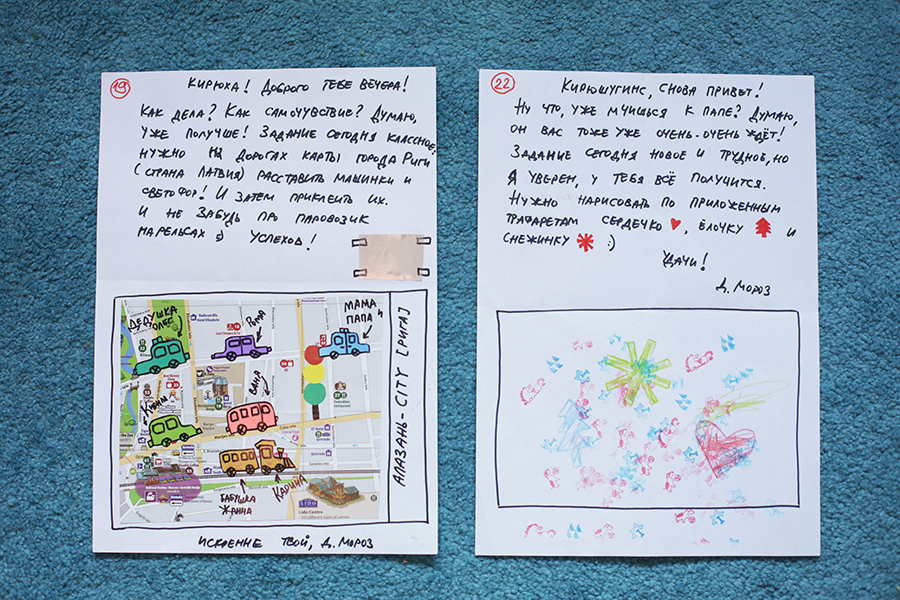 19
Кирюха! Доброго тебе вечера!
Как дела? Как самочувствие? Думаю,
уже получше! Задание сегодня классное:
нужно на дорогах карты города Риги
(страна Латвия) расставить машинки и
светофор! И затем приклеить их.
И не забудь про паровозик
на рельсах :) Успехов!
Дедушка
Олег
Рома
Мама
Папа
Ваня
Бабушка
Жанна
Карина
Lido Centrs
Алазань-City [Рига]
Искренне твой, Д. Мороз
22
Кирюшугинс, снова привет!
Ну что, уже мчишься к папе? Думаю,
он вас тоже уже очень-очень ждёт!
Задание сегодня новое и трудное, но
я уверен, у тебя всё получится.
Нужно нарисовать по приложенным
трафаретам сердечко, ёлочку и
снежинку :)
Удачи!
Д. Мороз